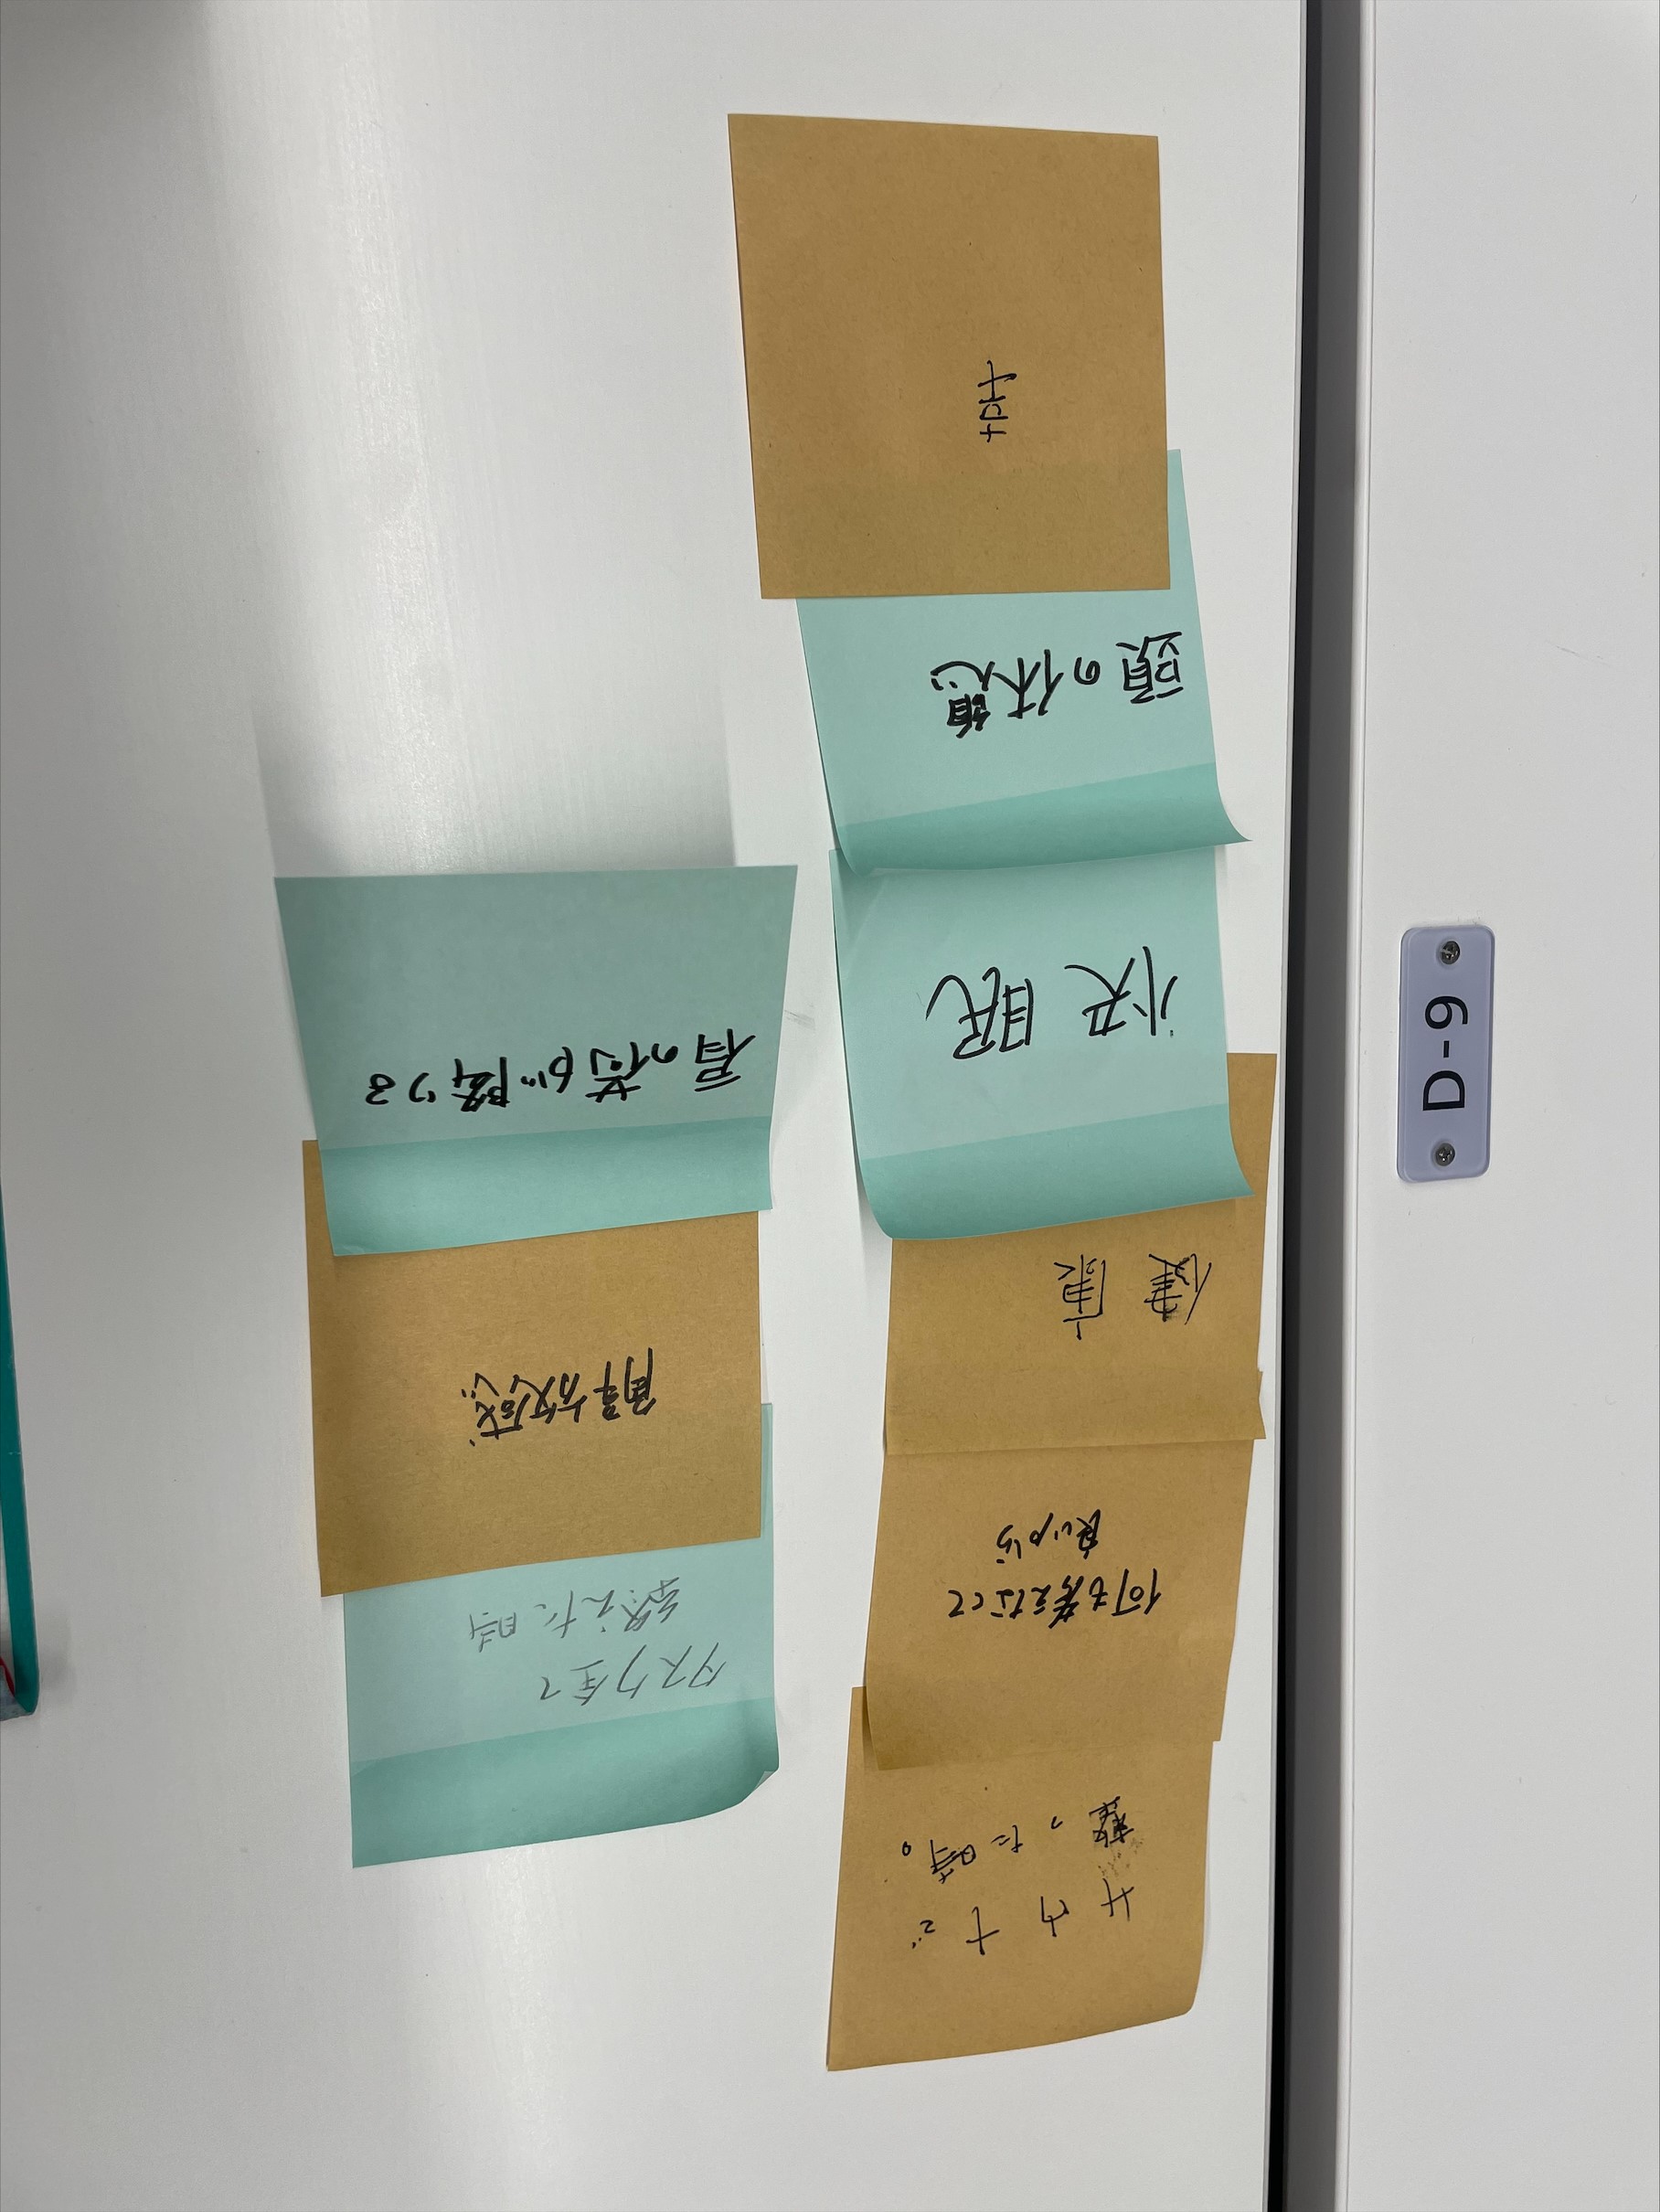 サウナで
整った時。
何も考えなくて
良いから
健康
快眠
頭の休憩
幸
タスク全て
終えた時
解放感
肩の荷が降りる
D-9